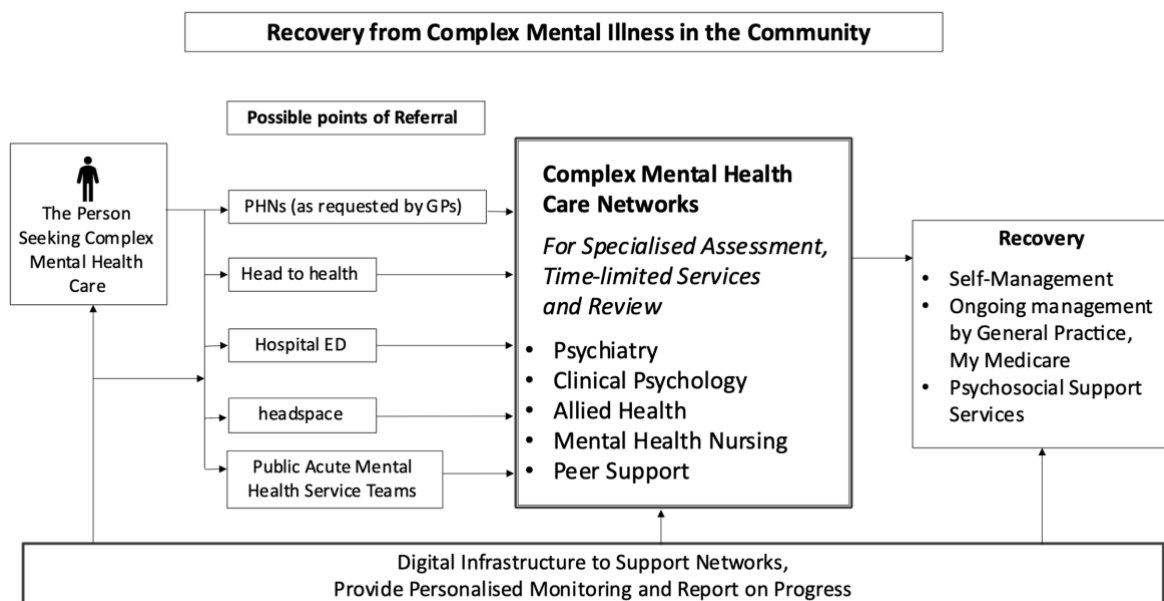 Recovery from Complex Mental Illness in the Community
Possible points of Referral
The Person
Seeking Complex
Mental Health
Care
PHNs (as requested by GPs)
Head to health
Hospital ED
headspace
Public Acute Mental
Health Service Teams
Complex Mental Health
Care Networks
For Specialised Assessment,
Time-limited Services
and Review
• Psychiatry
• Clinical Psychology
• Allied Health
• Mental Health Nursing
• Peer Support
Recovery
• Self-Management
• Ongoing management
by General Practice,
My Medicare
• Psychosocial Support
Services
Digital Infrastructure to Support Networks,
Provide Personalised Monitoring and Report on Progress